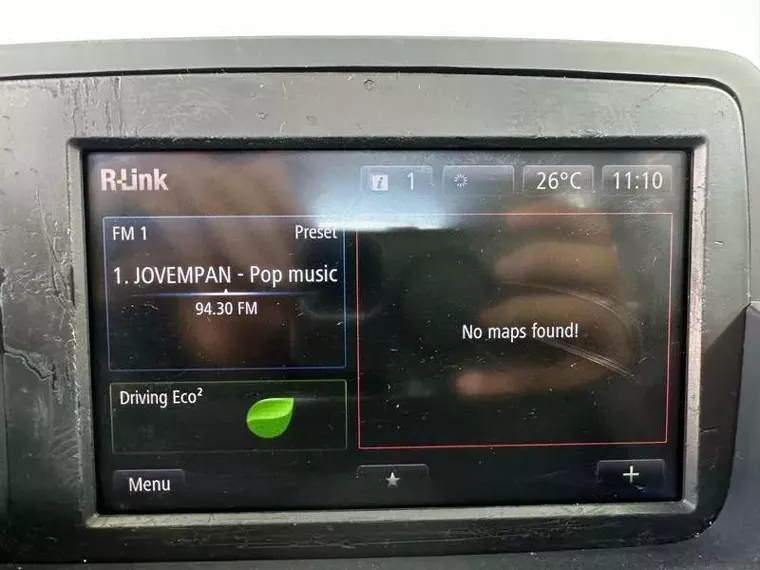 R-Link
i 1
26°C
11:10
FM 1
Preset
1. JOVEMPAN - Pop music
94.30 FM
No maps found!
Driving Eco²
Menu
+